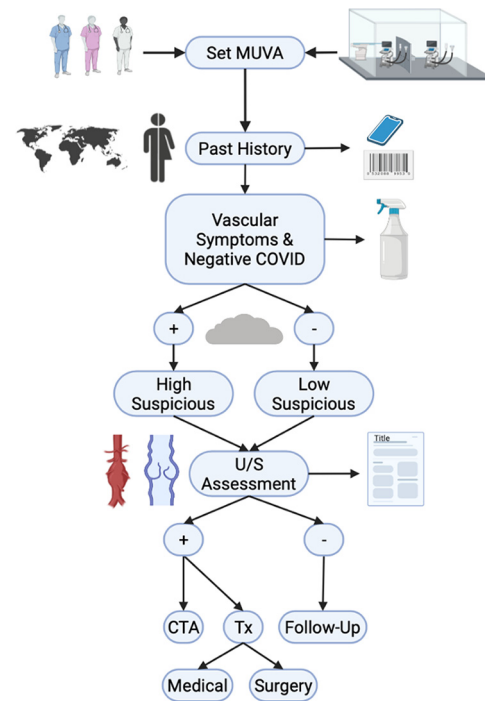 Set MUVA
Past History
Vascular
Symptoms &
Negative COVID
+
-
High
Suspicious
Low
Suspicious
U/S
Assessment
Title
+
-
CTA
Tx
Follow-Up
Medical
Surgery